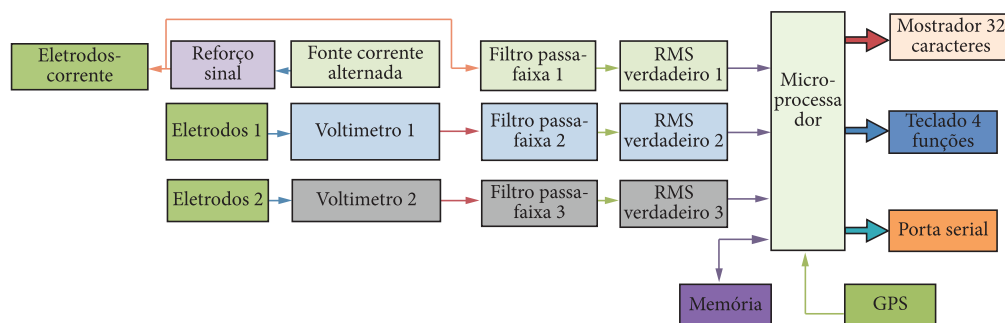 Eletrodos-
corrente
Reforço
sinal
Fonte corrente
alternada
Filtro passa-
faixa 1
RMS
verdadeiro 1
Micro-
processa
dor
Mostrador 32
caracteres
Eletrodos 1
Voltimetro 1
Filtro passa-
faixa 2
RMS
verdadeiro 2
Teclado 4
funções
Eletrodos 2
Voltimetro 2
Filtro passa-
faixa 3
RMS
verdadeiro 3
Porta serial
Memória
GPS